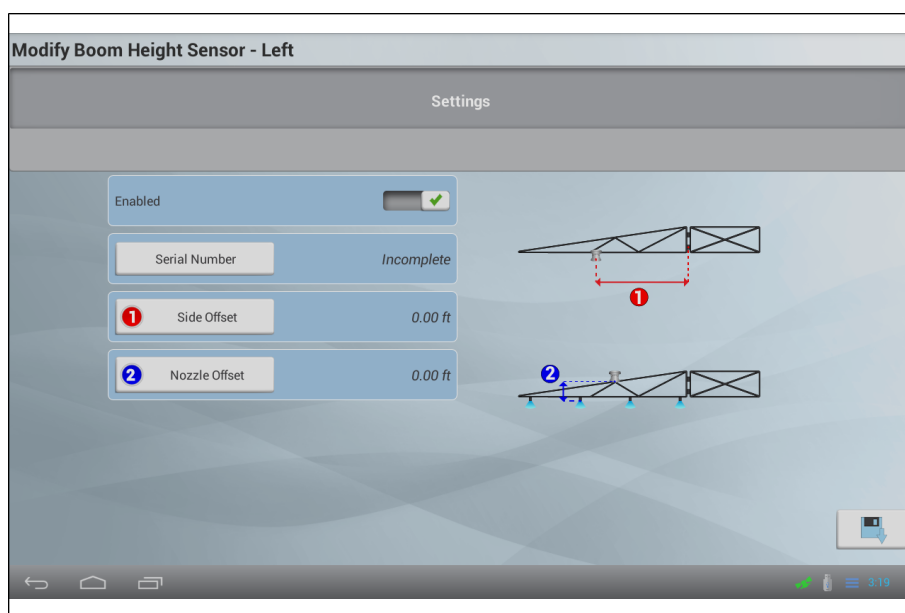 Modify Boom Height Sensor - Left
Settings
Enabled
Serial Number Incomplete
1 Side Offset 0.00 ft
2 Nozzle Offset 0.00 ft
1
2
3:19